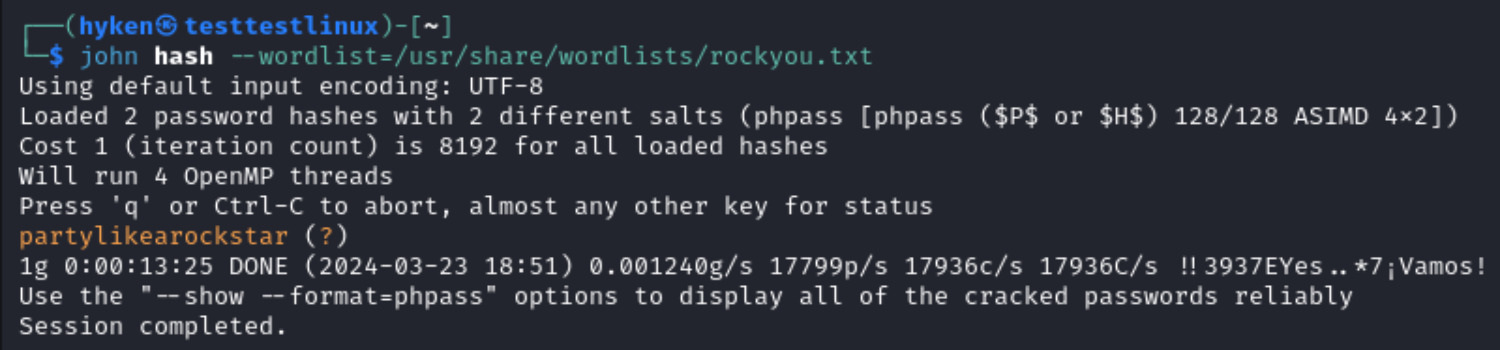 ┌──(hyken㉿testtestlinux)-[~]
└─$ john hash --wordlist=/usr/share/wordlists/rockyou.txt
Using default input encoding: UTF-8
Loaded 2 password hashes with 2 different salts (phpass [phpass ($P$ or $H$) 128/128 ASIMD 4×2])
Cost 1 (iteration count) is 8192 for all loaded hashes
Will run 4 OpenMP threads
Press 'q' or Ctrl-C to abort, almost any other key for status
partylikearockstar (?)
1g 0:00:13:25 DONE (2024-03-23 18:51) 0.001240g/s 17799p/s 17936c/s 17936C/s !!3937EYes..*7¡Vamos!
Use the "--show --format=phpass" options to display all of the cracked passwords reliably
Session completed.